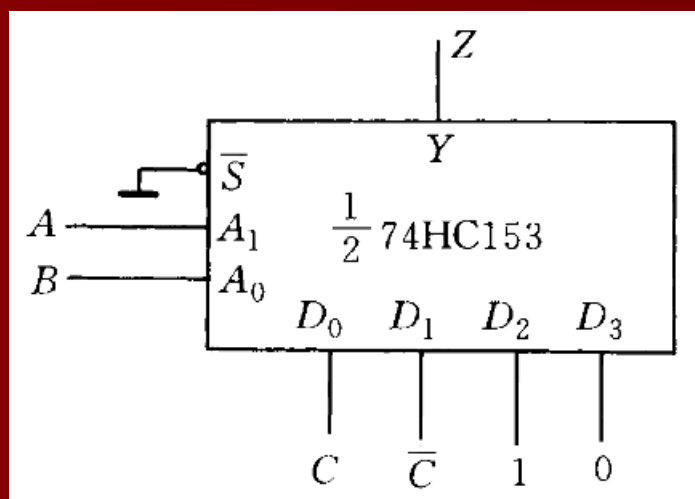 Z
Y
S̅
A A₁ ½ 74HC153
B A₀
D₀ D₁ D₂ D₃
C C̅ 1 0